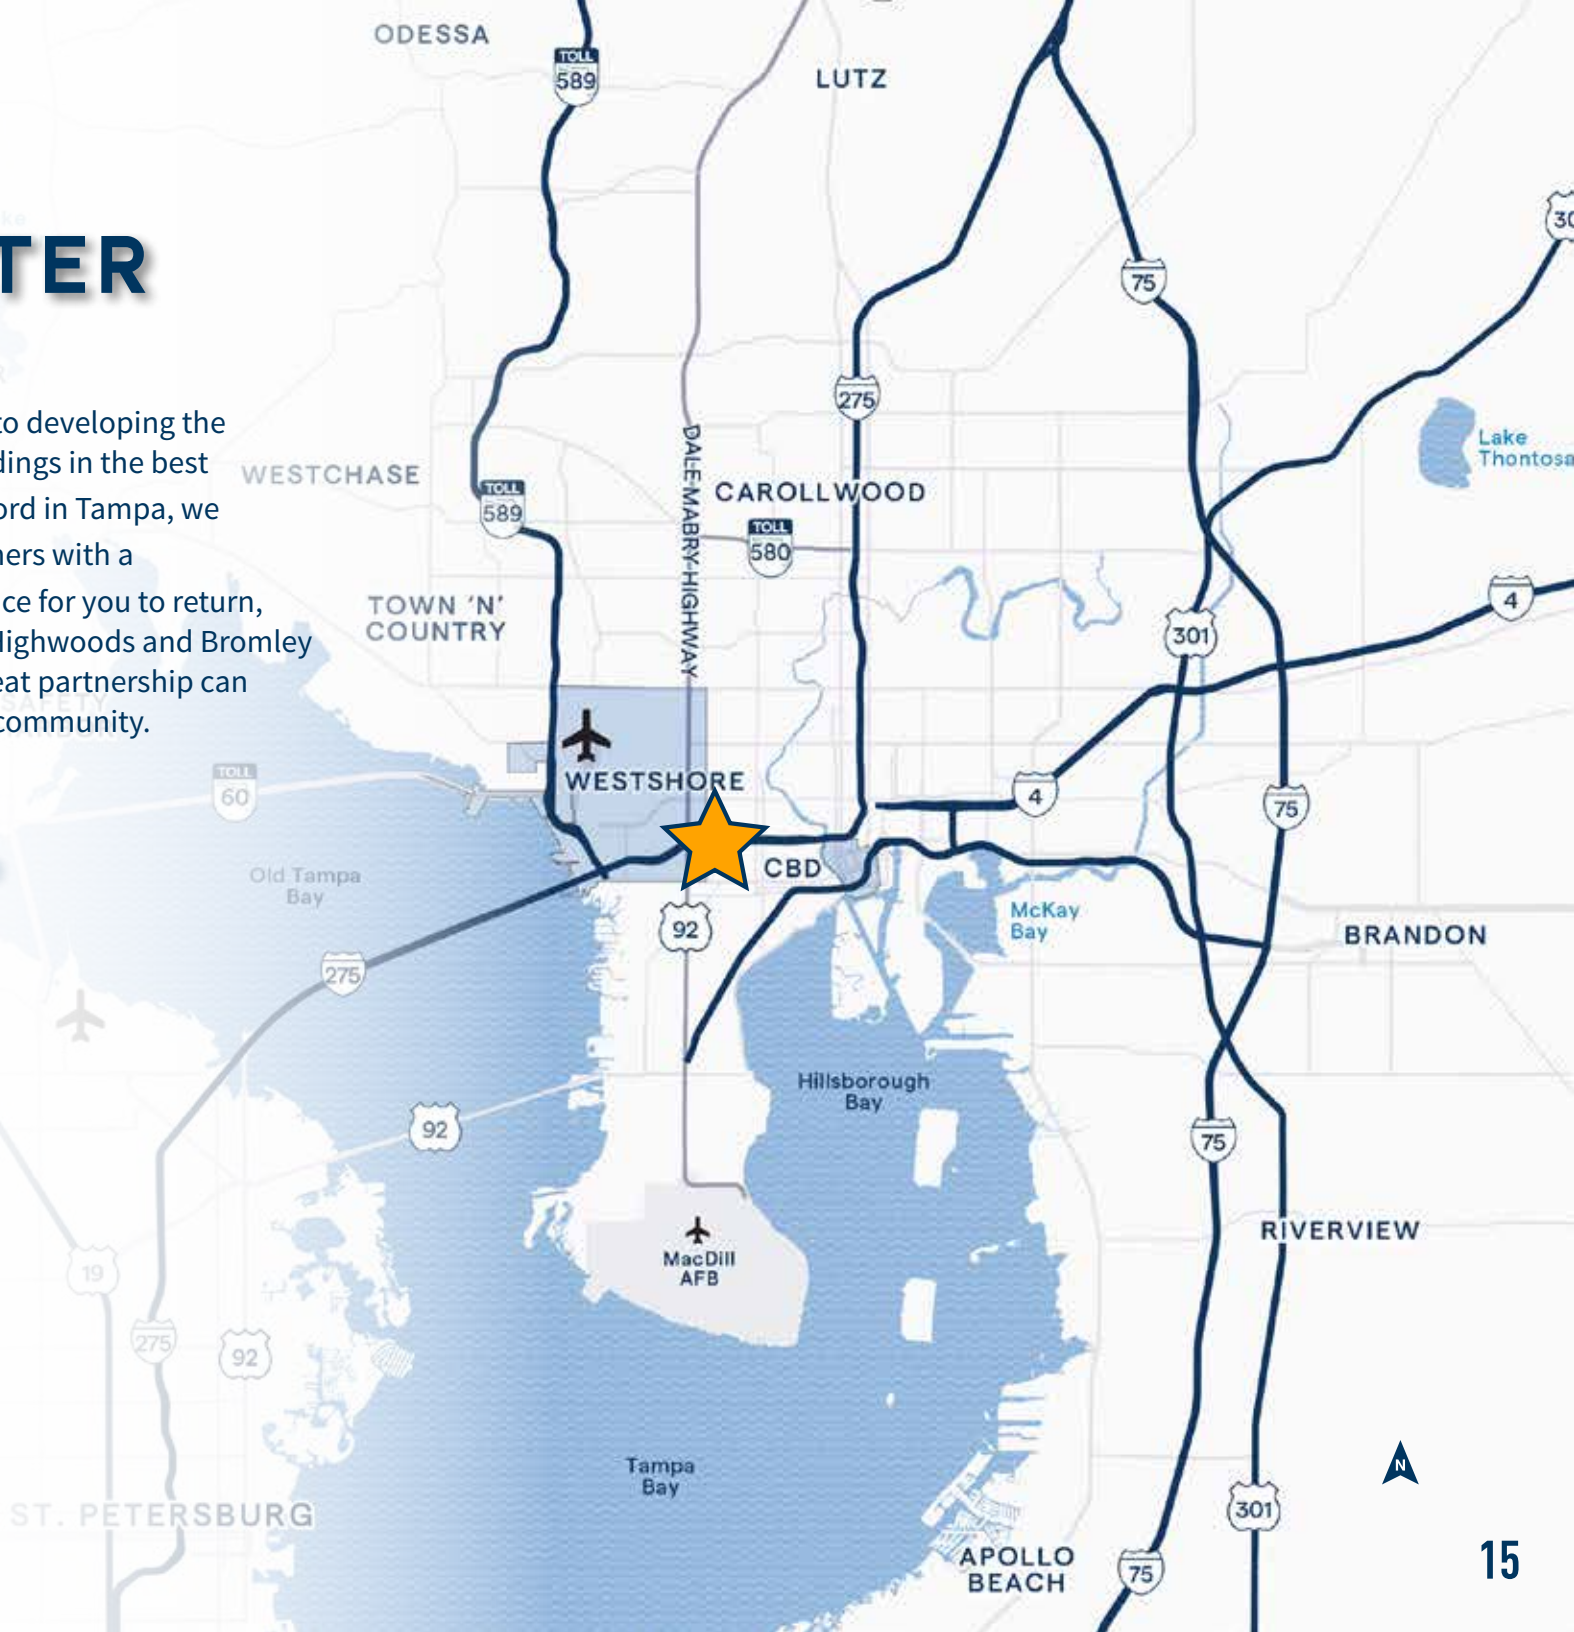 ODESSA
TOLL
589
LUTZ
TER
75
275
to developing the
dings in the best
ord in Tampa, we
ners with a
ce for you to return,
Highwoods and Bromley
eat partnership can
community.
WESTCHASE
TOLL
589
DALE MABRY HIGHWAY
CAROLLWOOD
TOLL
580
Lake
Thontosa
4
TOWN 'N'
COUNTRY
301
SAFETY
TOLL
60
WESTSHORE
4
75
Old Tampa
Bay
CBD
92
McKay
Bay
BRANDON
275
Hillsborough
Bay
92
75
RIVERVIEW
MacDill
AFB
19
275
92
Tampa
Bay
N
ST. PETERSBURG
301
APOLLO
BEACH
75
15